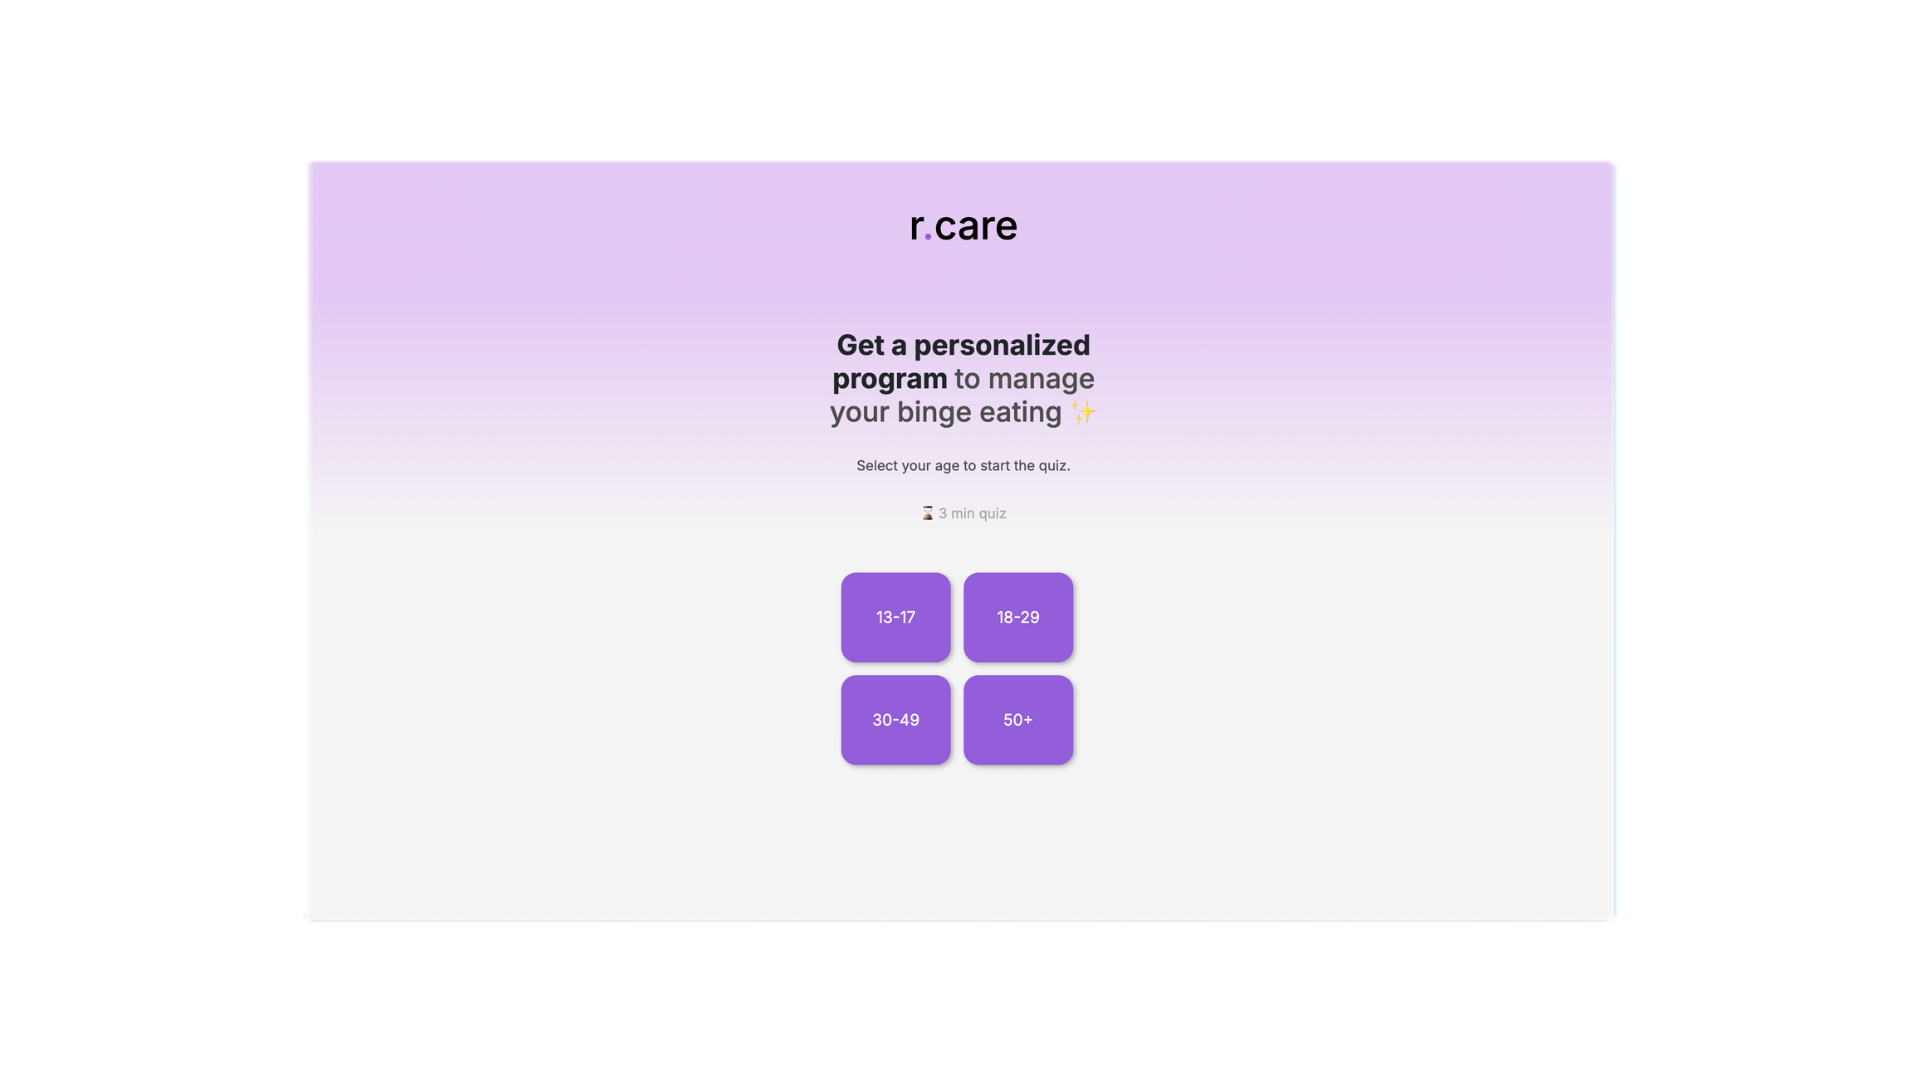 r.care
Get a personalized
program to manage
your binge eating ✨
Select your age to start the quiz.
⌛ 3 min quiz
13-17
18-29
30-49
50+